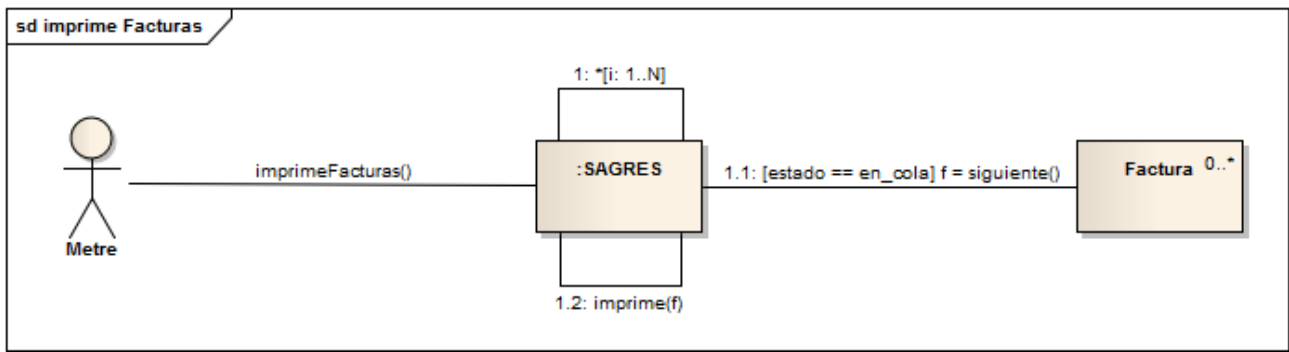 sd imprime Facturas
1: *[i: 1..N]
imprimeFacturas()
:SAGRES
1.1: [estado == en_cola] f = siguiente()
Factura 0..*
Metre
1.2: imprime(f)